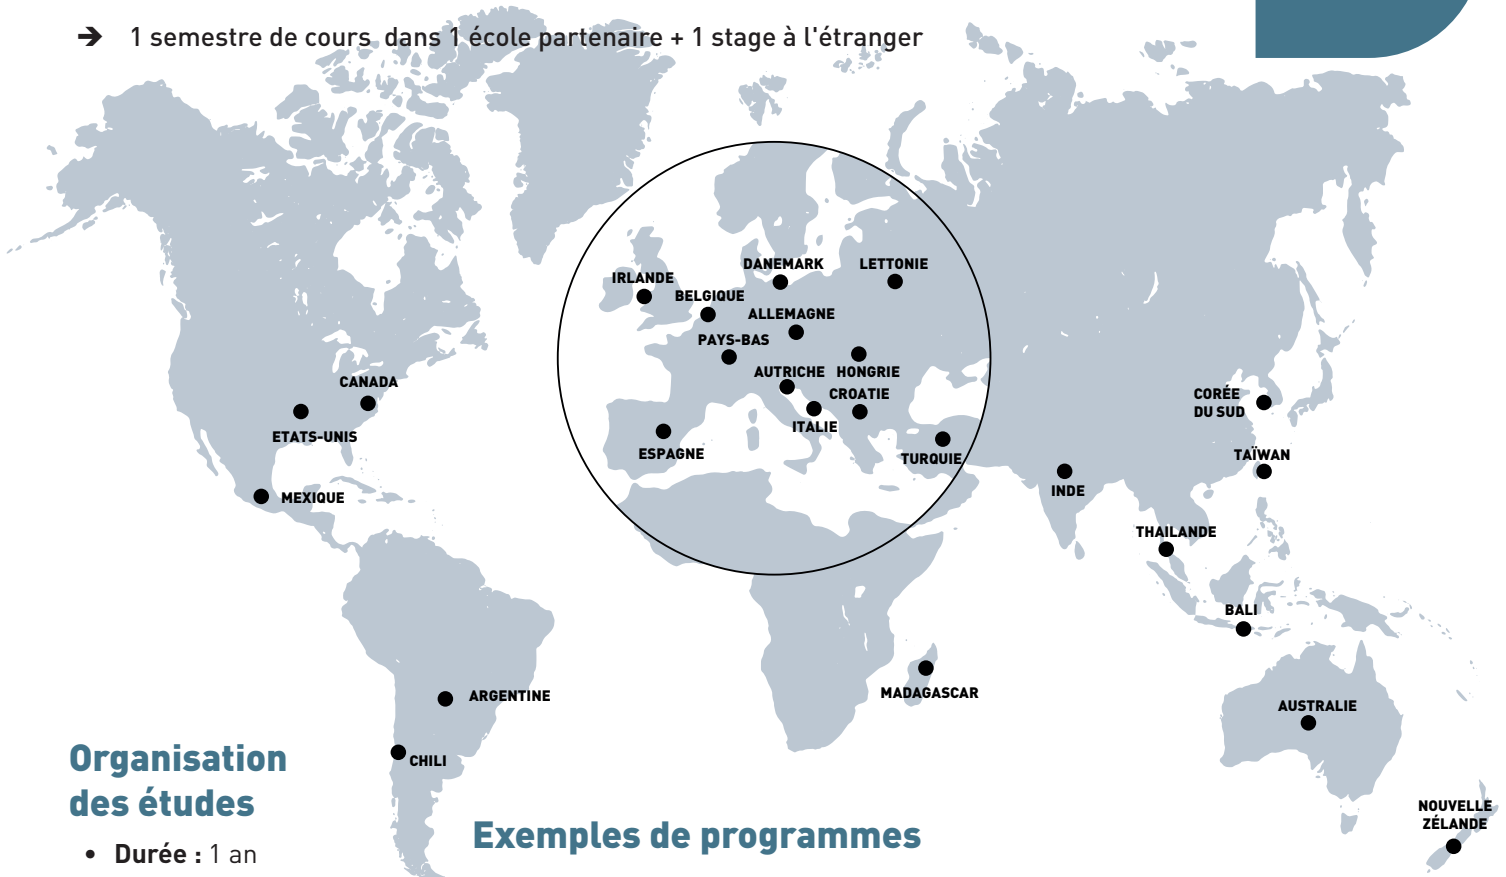 ➔ 1 semestre de cours dans 1 école partenaire + 1 stage à l'étranger
DANEMARK
LETTONIE
IRLANDE
BELGIQUE
ALLEMAGNE
PAYS-BAS
AUTRICHE
HONGRIE
CANADA
CROATIE
CORÉE
DU SUD
ITALIE
ETATS-UNIS
ESPAGNE
TURQUIE
TAÏWAN
INDE
MEXIQUE
THAILANDE
BALI
MADAGASCAR
ARGENTINE
AUSTRALIE
CHILI
NOUVELLE
ZÉLANDE
Organisation
des études
• Durée : 1 an
Exemples de programmes